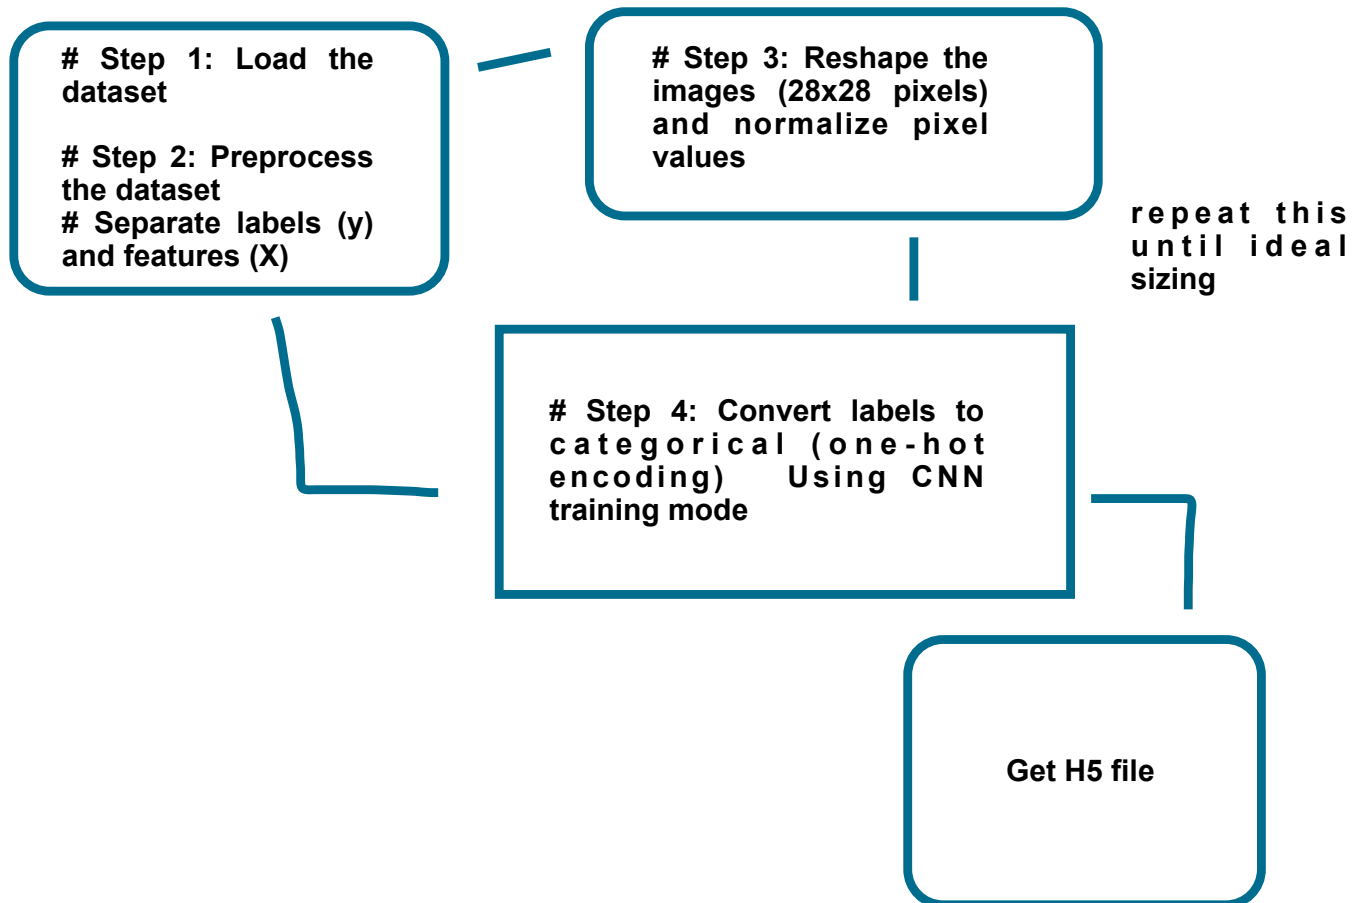 # Step 1: Load the
dataset
# Step 2: Preprocess
the dataset
# Separate labels (y)
and features (X)
# Step 3: Reshape the
images (28x28 pixels)
and normalize pixel
values
repeat this
until ideal
sizing
# Step 4: Convert labels to
categorical (one-hot
encoding) Using CNN
training mode
Get H5 file